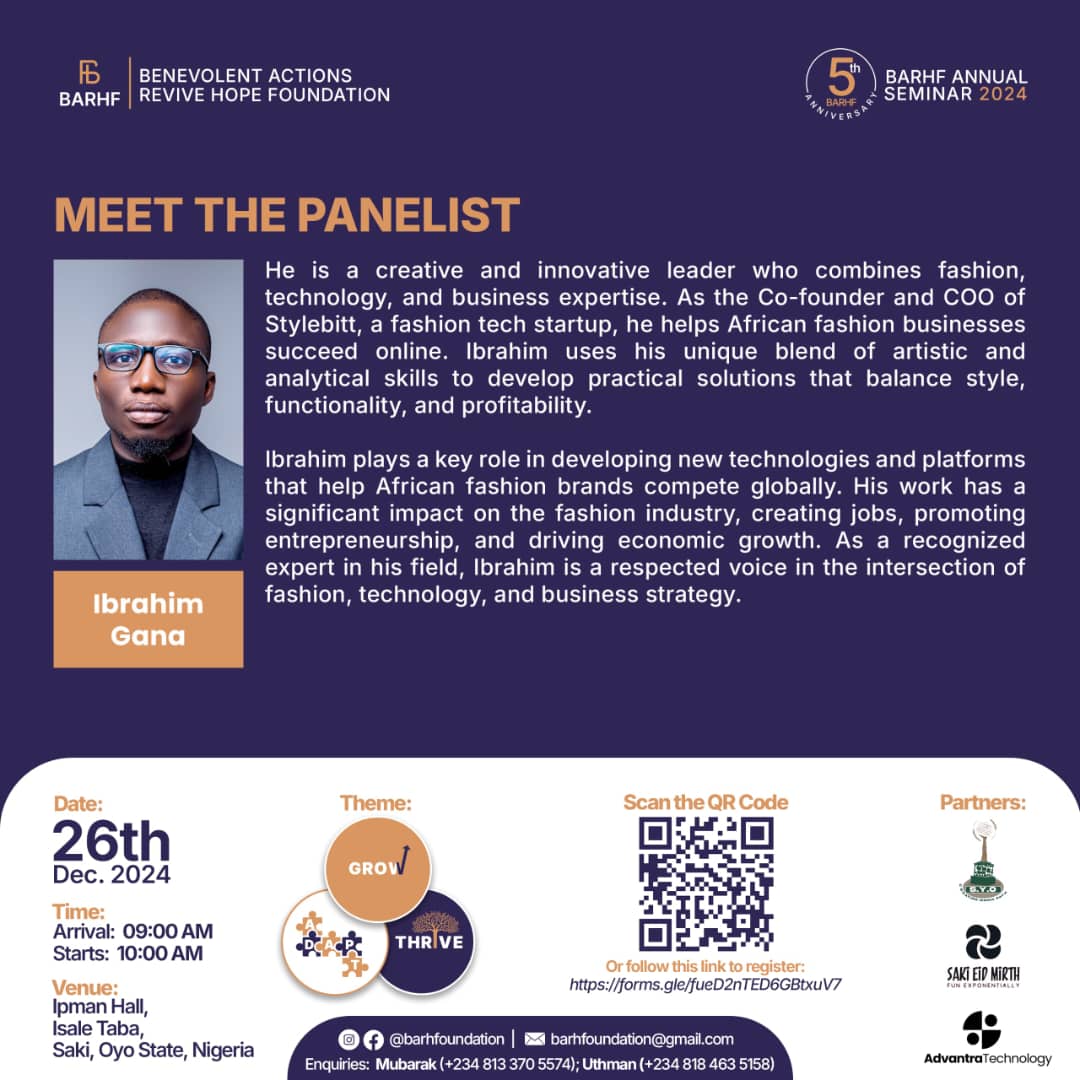 BARHF
BENEVOLENT ACTIONS
REVIVE HOPE FOUNDATION
5th
BARHF
ANNIVERSARY
BARHF ANNUAL
SEMINAR 2024
MEET THE PANELIST
He is a creative and innovative leader who combines fashion,
technology, and business expertise. As the Co-founder and COO of
Stylebitt, a fashion tech startup, he helps African fashion businesses
succeed online. Ibrahim uses his unique blend of artistic and
analytical skills to develop practical solutions that balance style,
functionality, and profitability.
Ibrahim plays a key role in developing new technologies and platforms
that help African fashion brands compete globally. His work has a
significant impact on the fashion industry, creating jobs, promoting
entrepreneurship, and driving economic growth. As a recognized
expert in his field, Ibrahim is a respected voice in the intersection of
fashion, technology, and business strategy.
Ibrahim
Gana
Date:
26th
Dec. 2024
Time:
Arrival: 09:00 AM
Starts: 10:00 AM
Venue:
Ipman Hall,
Isale Taba,
Saki, Oyo State, Nigeria
Theme:
GROW
ADAPT
THRIVE
Scan the QR Code
Or follow this link to register:
https://forms.gle/fueD2nTED6GBtxuV7
Partners:
S.Y.O
SAKI EID MIRTH
FUN EXPONENTIALLY
AdvantraTechnology
@barhfoundation | barhfoundation@gmail.com
Enquiries: Mubarak (+234 813 370 5574); Uthman (+234 818 463 5158)